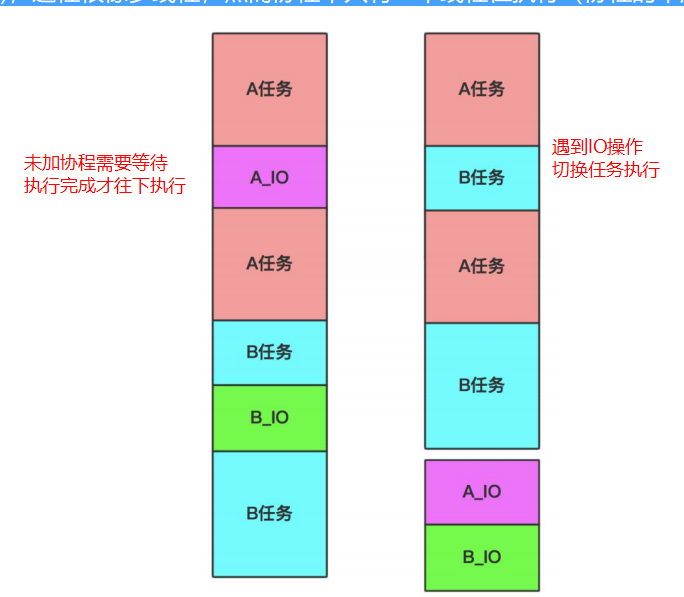 未加协程需要等待
执行完成才往下执行
A任务
A_IO
A任务
B任务
B_IO
B任务
A任务
B任务
A任务
B任务
A_IO
B_IO
遇到IO操作
切换任务执行